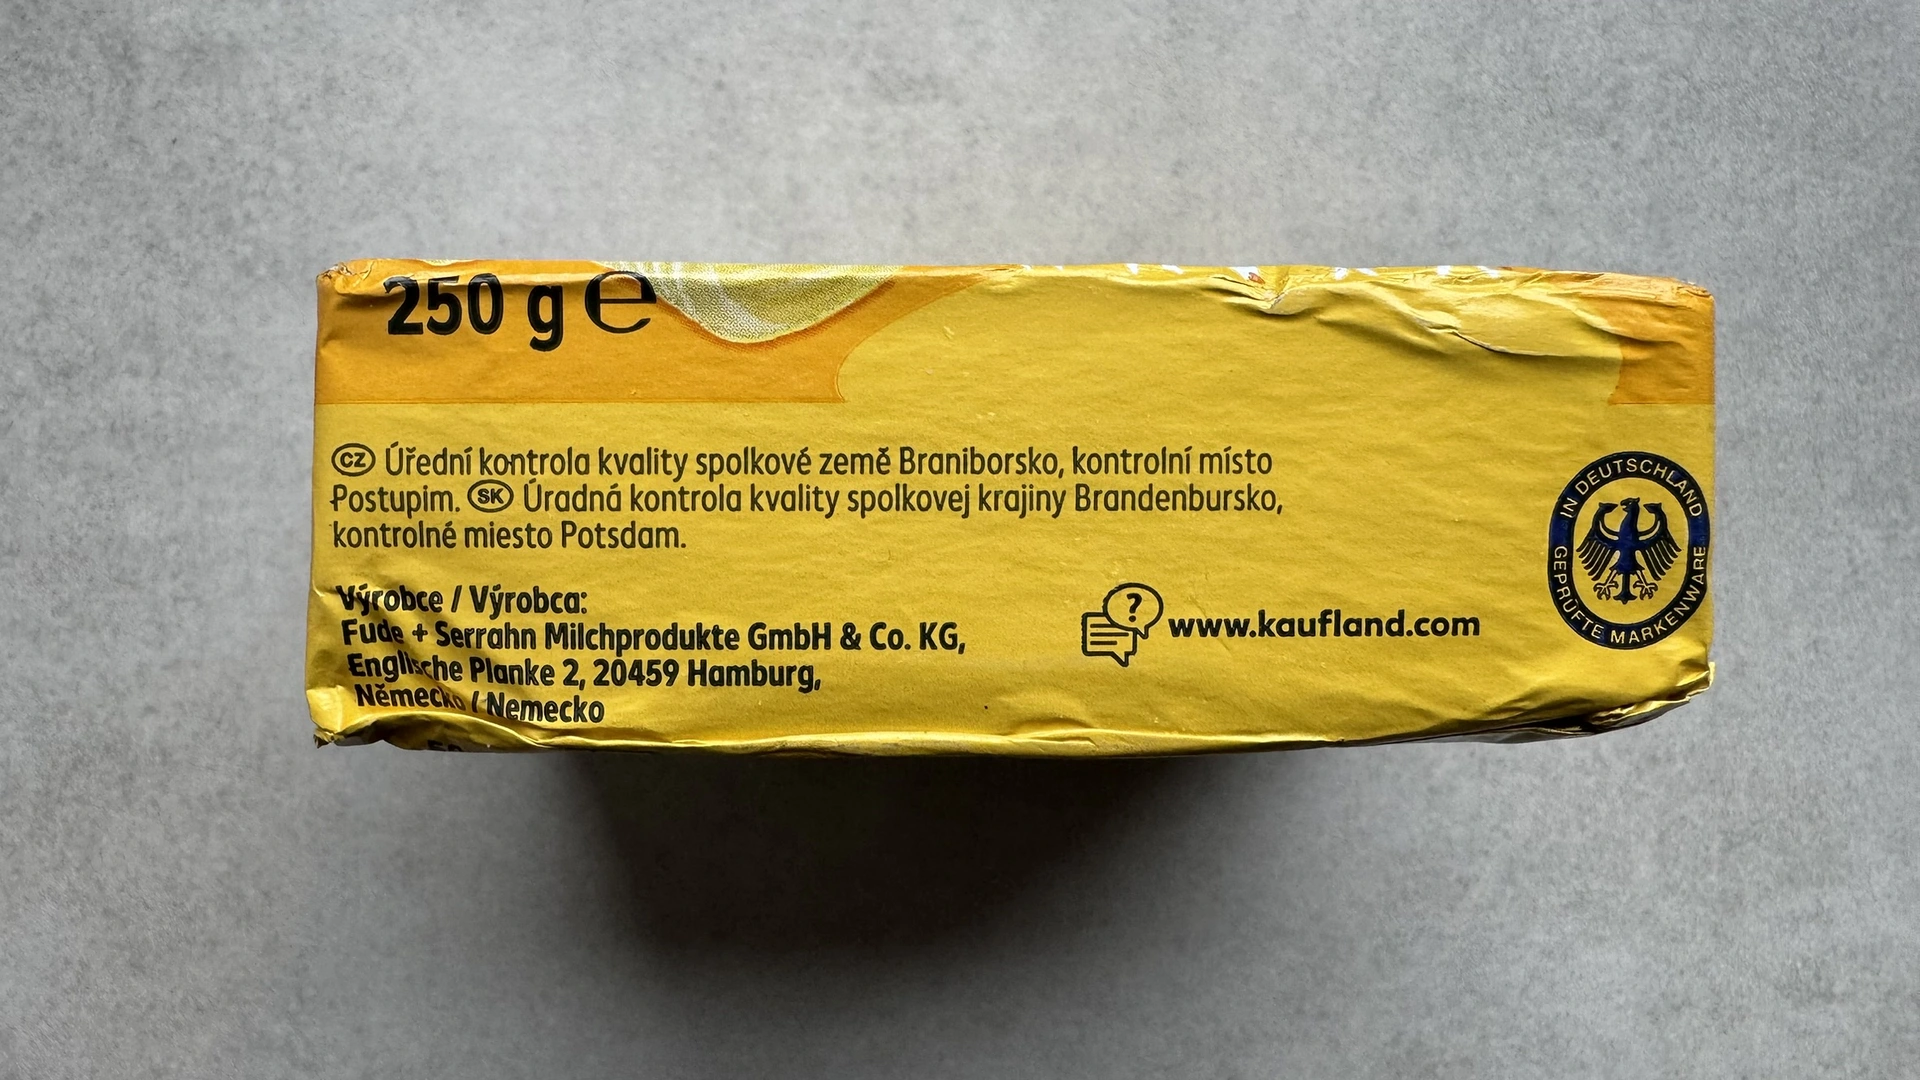 250 g e
CZ Úřední kontrola kvality spolkové země Braniborsko, kontrolní místo
Postupim. SK Úradná kontrola kvality spolkovej krajiny Brandenbursko,
kontrolné miesto Potsdam.
Výrobce / Výrobca:
Fude + Serrahn Milchprodukte GmbH & Co. KG,
Englische Planke 2, 20459 Hamburg,
Německo / Nemecko
? www.kaufland.com
IN DEUTSCHLAND
GEPRÜFTE MARKENWARE